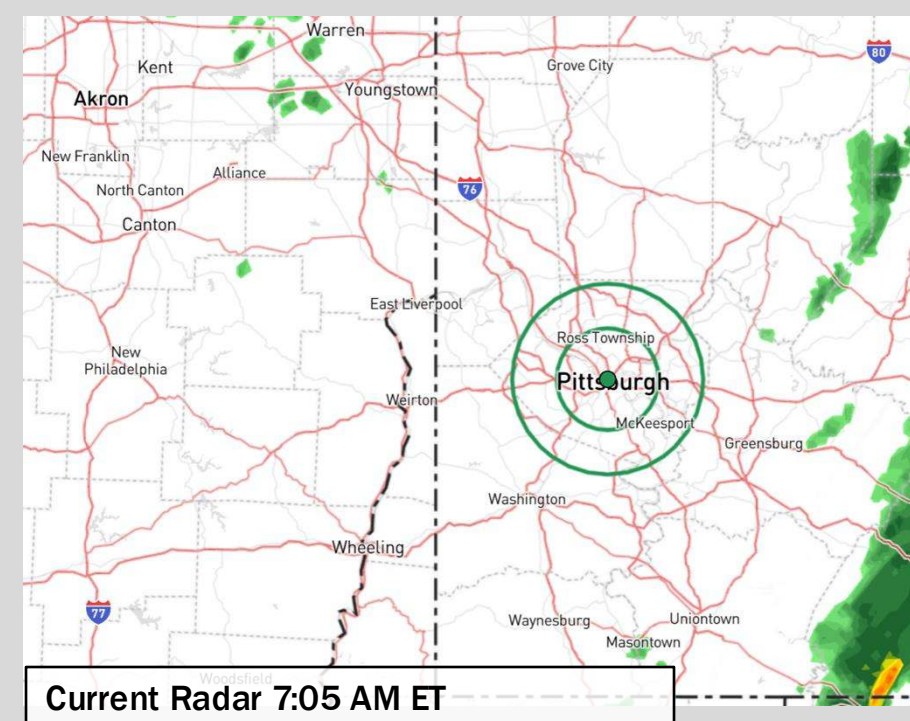 Warren
80
Kent
Grove City
Akron
Youngstown
New Franklin
Alliance
76
North Canton
Canton
East Liverpool
Ross Township
New
Philadelphia
Pittsburgh
Weirton
McKeesport
Greensburg
Washington
Wheeling
77
Waynesburg
Uniontown
Masontown
Woodsfield
Current Radar 7:05 AM ET